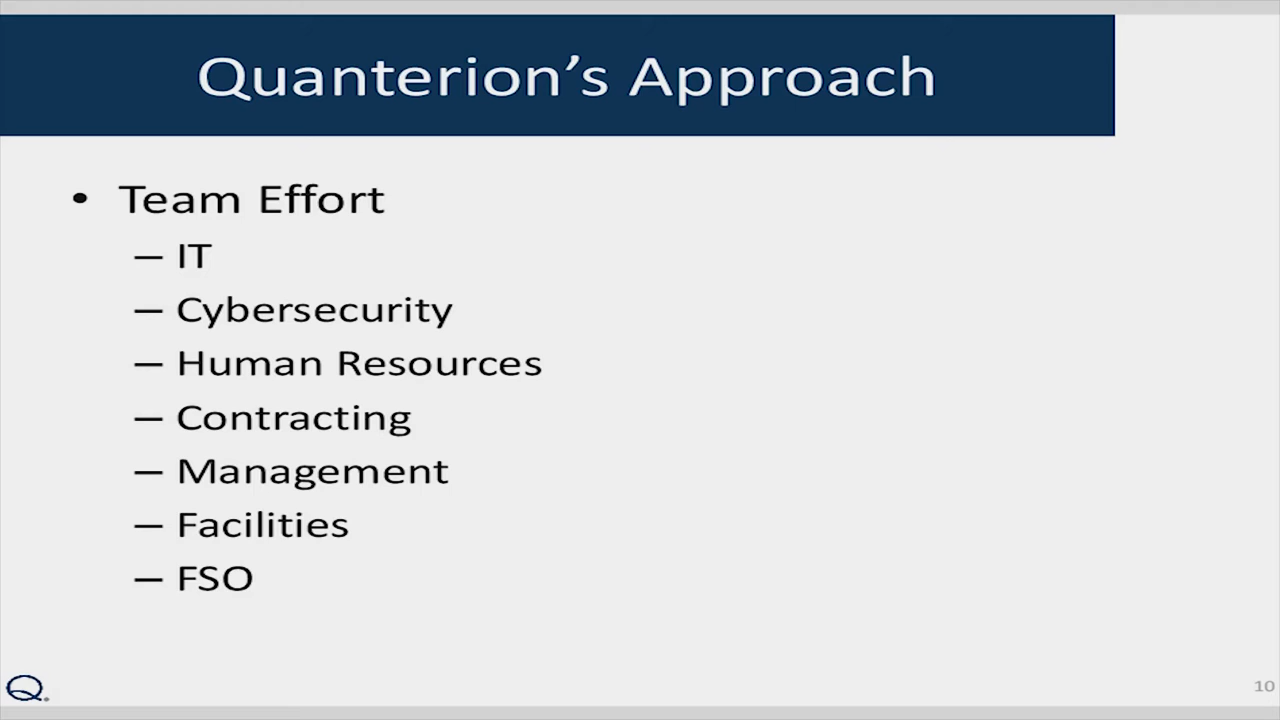 Quanterion’s Approach
• Team Effort
– IT
– Cybersecurity
– Human Resources
– Contracting
– Management
– Facilities
– FSO
Q.
10